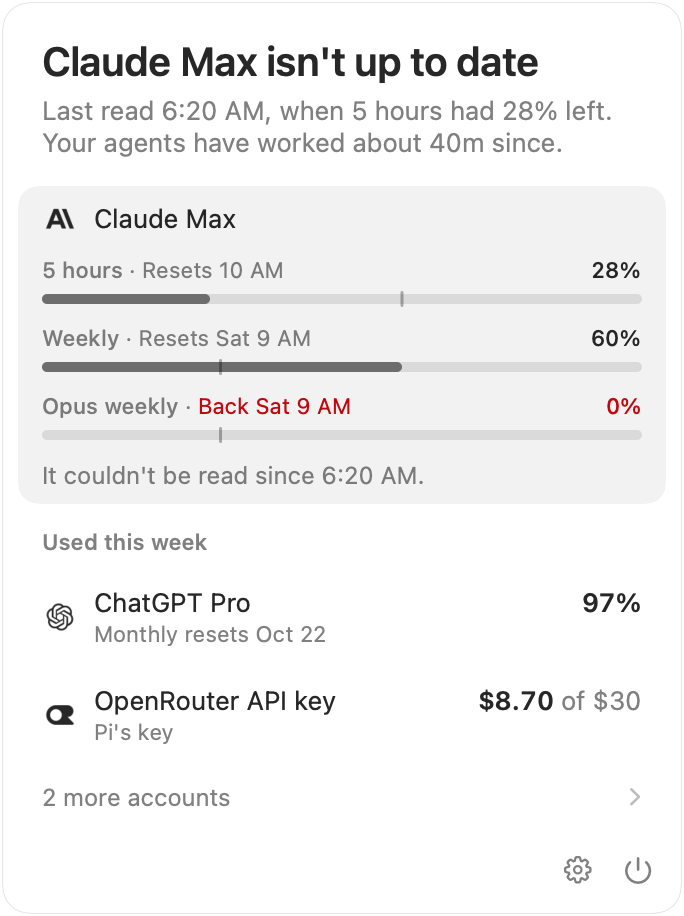 Claude Max isn't up to date
Last read 6:20 AM, when 5 hours had 28% left.
Your agents have worked about 40m since.
Claude Max
5 hours · Resets 10 AM 28%
Weekly · Resets Sat 9 AM 60%
Opus weekly · Back Sat 9 AM 0%
It couldn't be read since 6:20 AM.
Used this week
ChatGPT Pro 97%
Monthly resets Oct 22
OpenRouter API key $8.70 of $30
Pi's key
2 more accounts